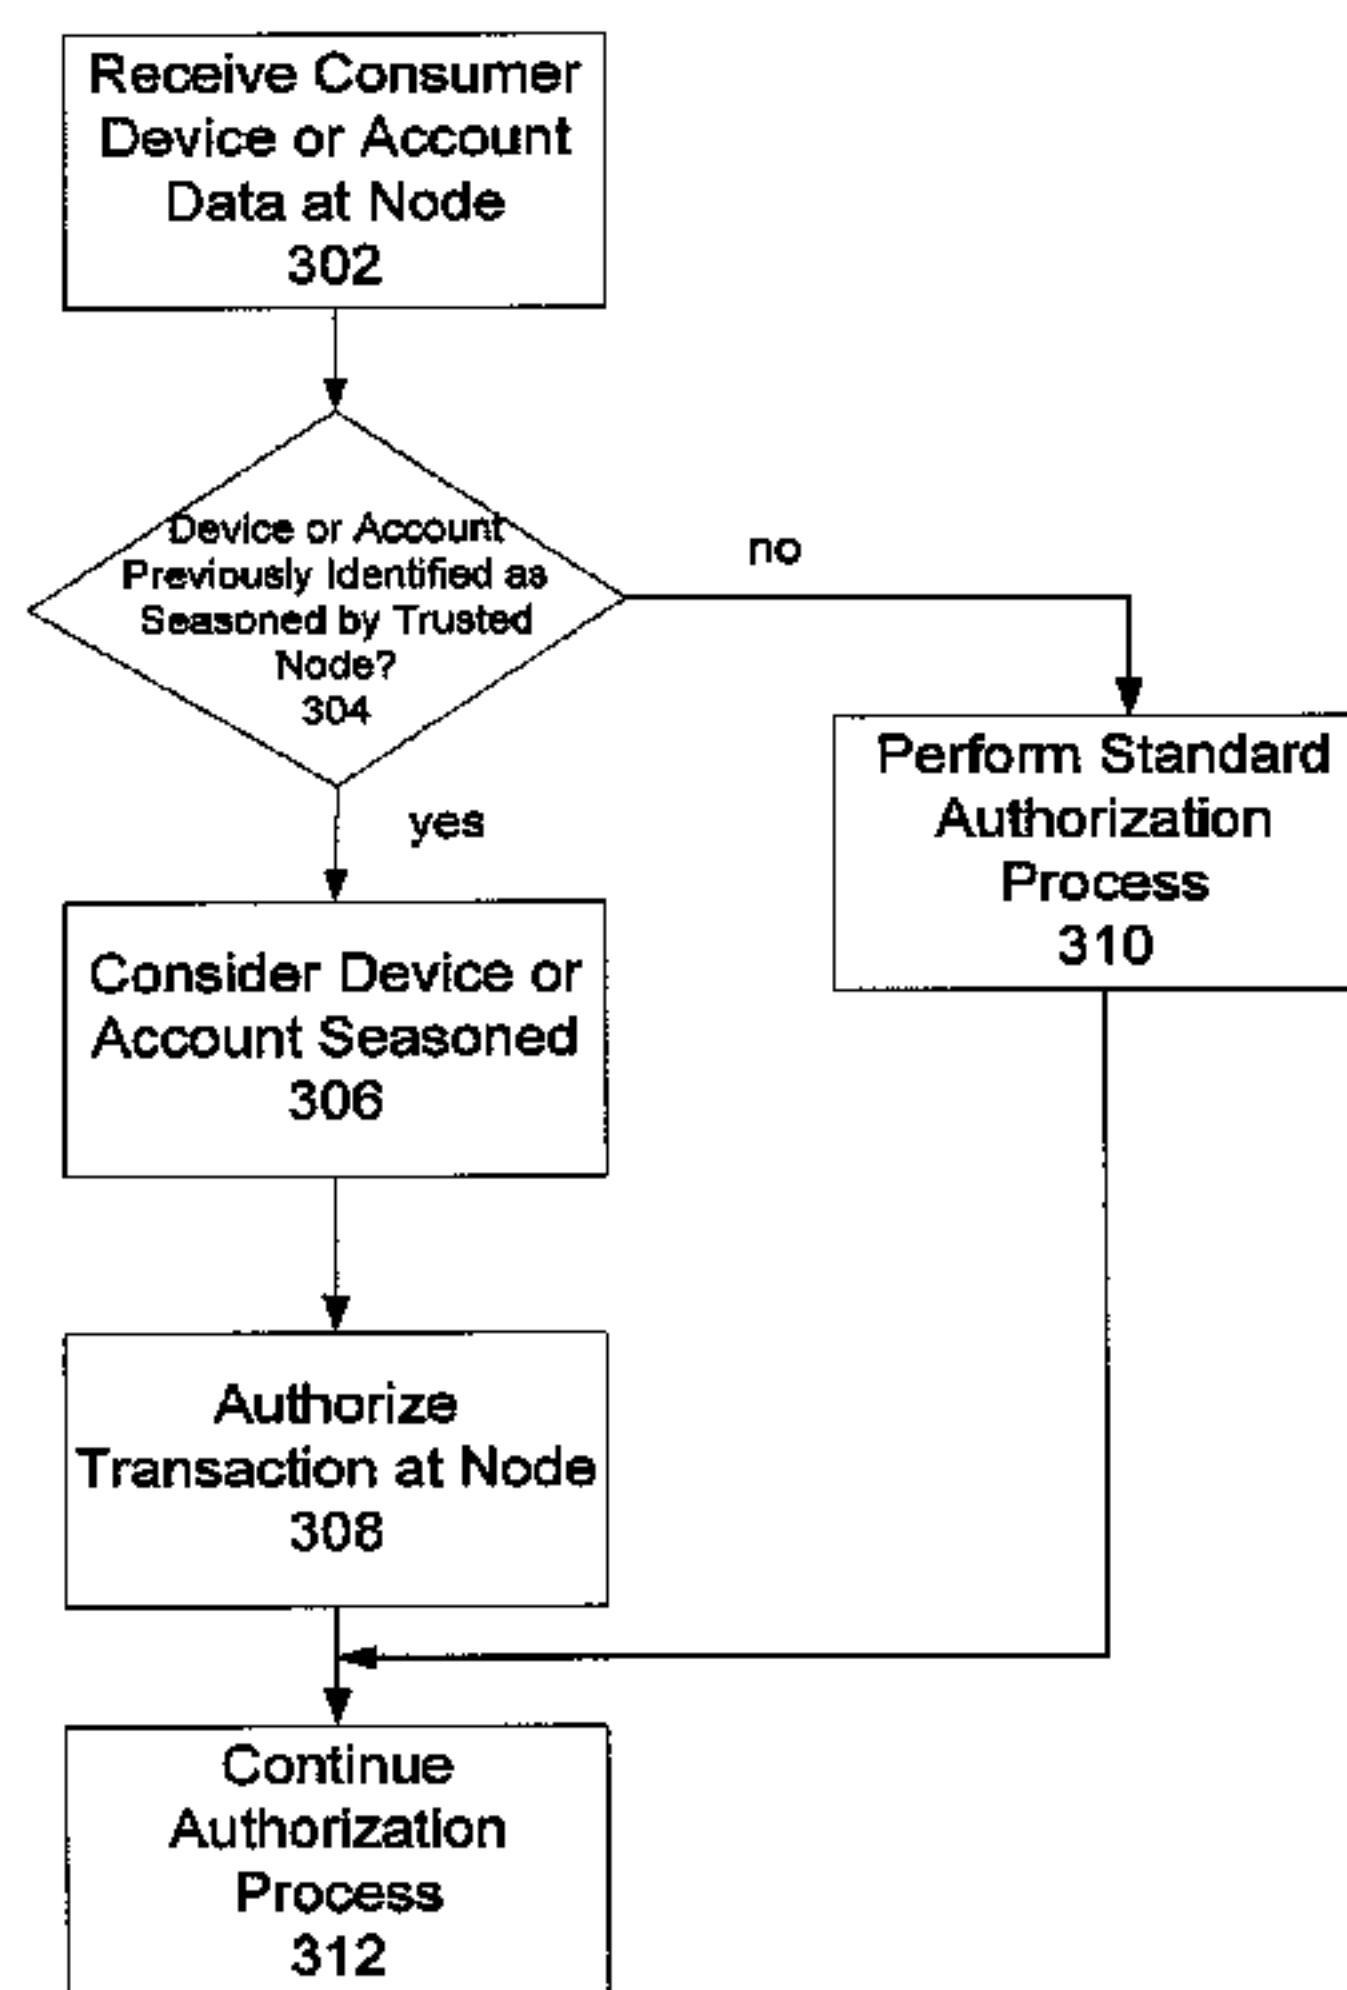 Receive Consumer
Device or Account
Data at Node
302
Device or Account
Previously Identified as
Seasoned by Trusted
Node?
304
no
yes
Perform Standard
Authorization
Process
310
Consider Device or
Account Seasoned
306
Authorize
Transaction at Node
308
Continue
Authorization
Process
312